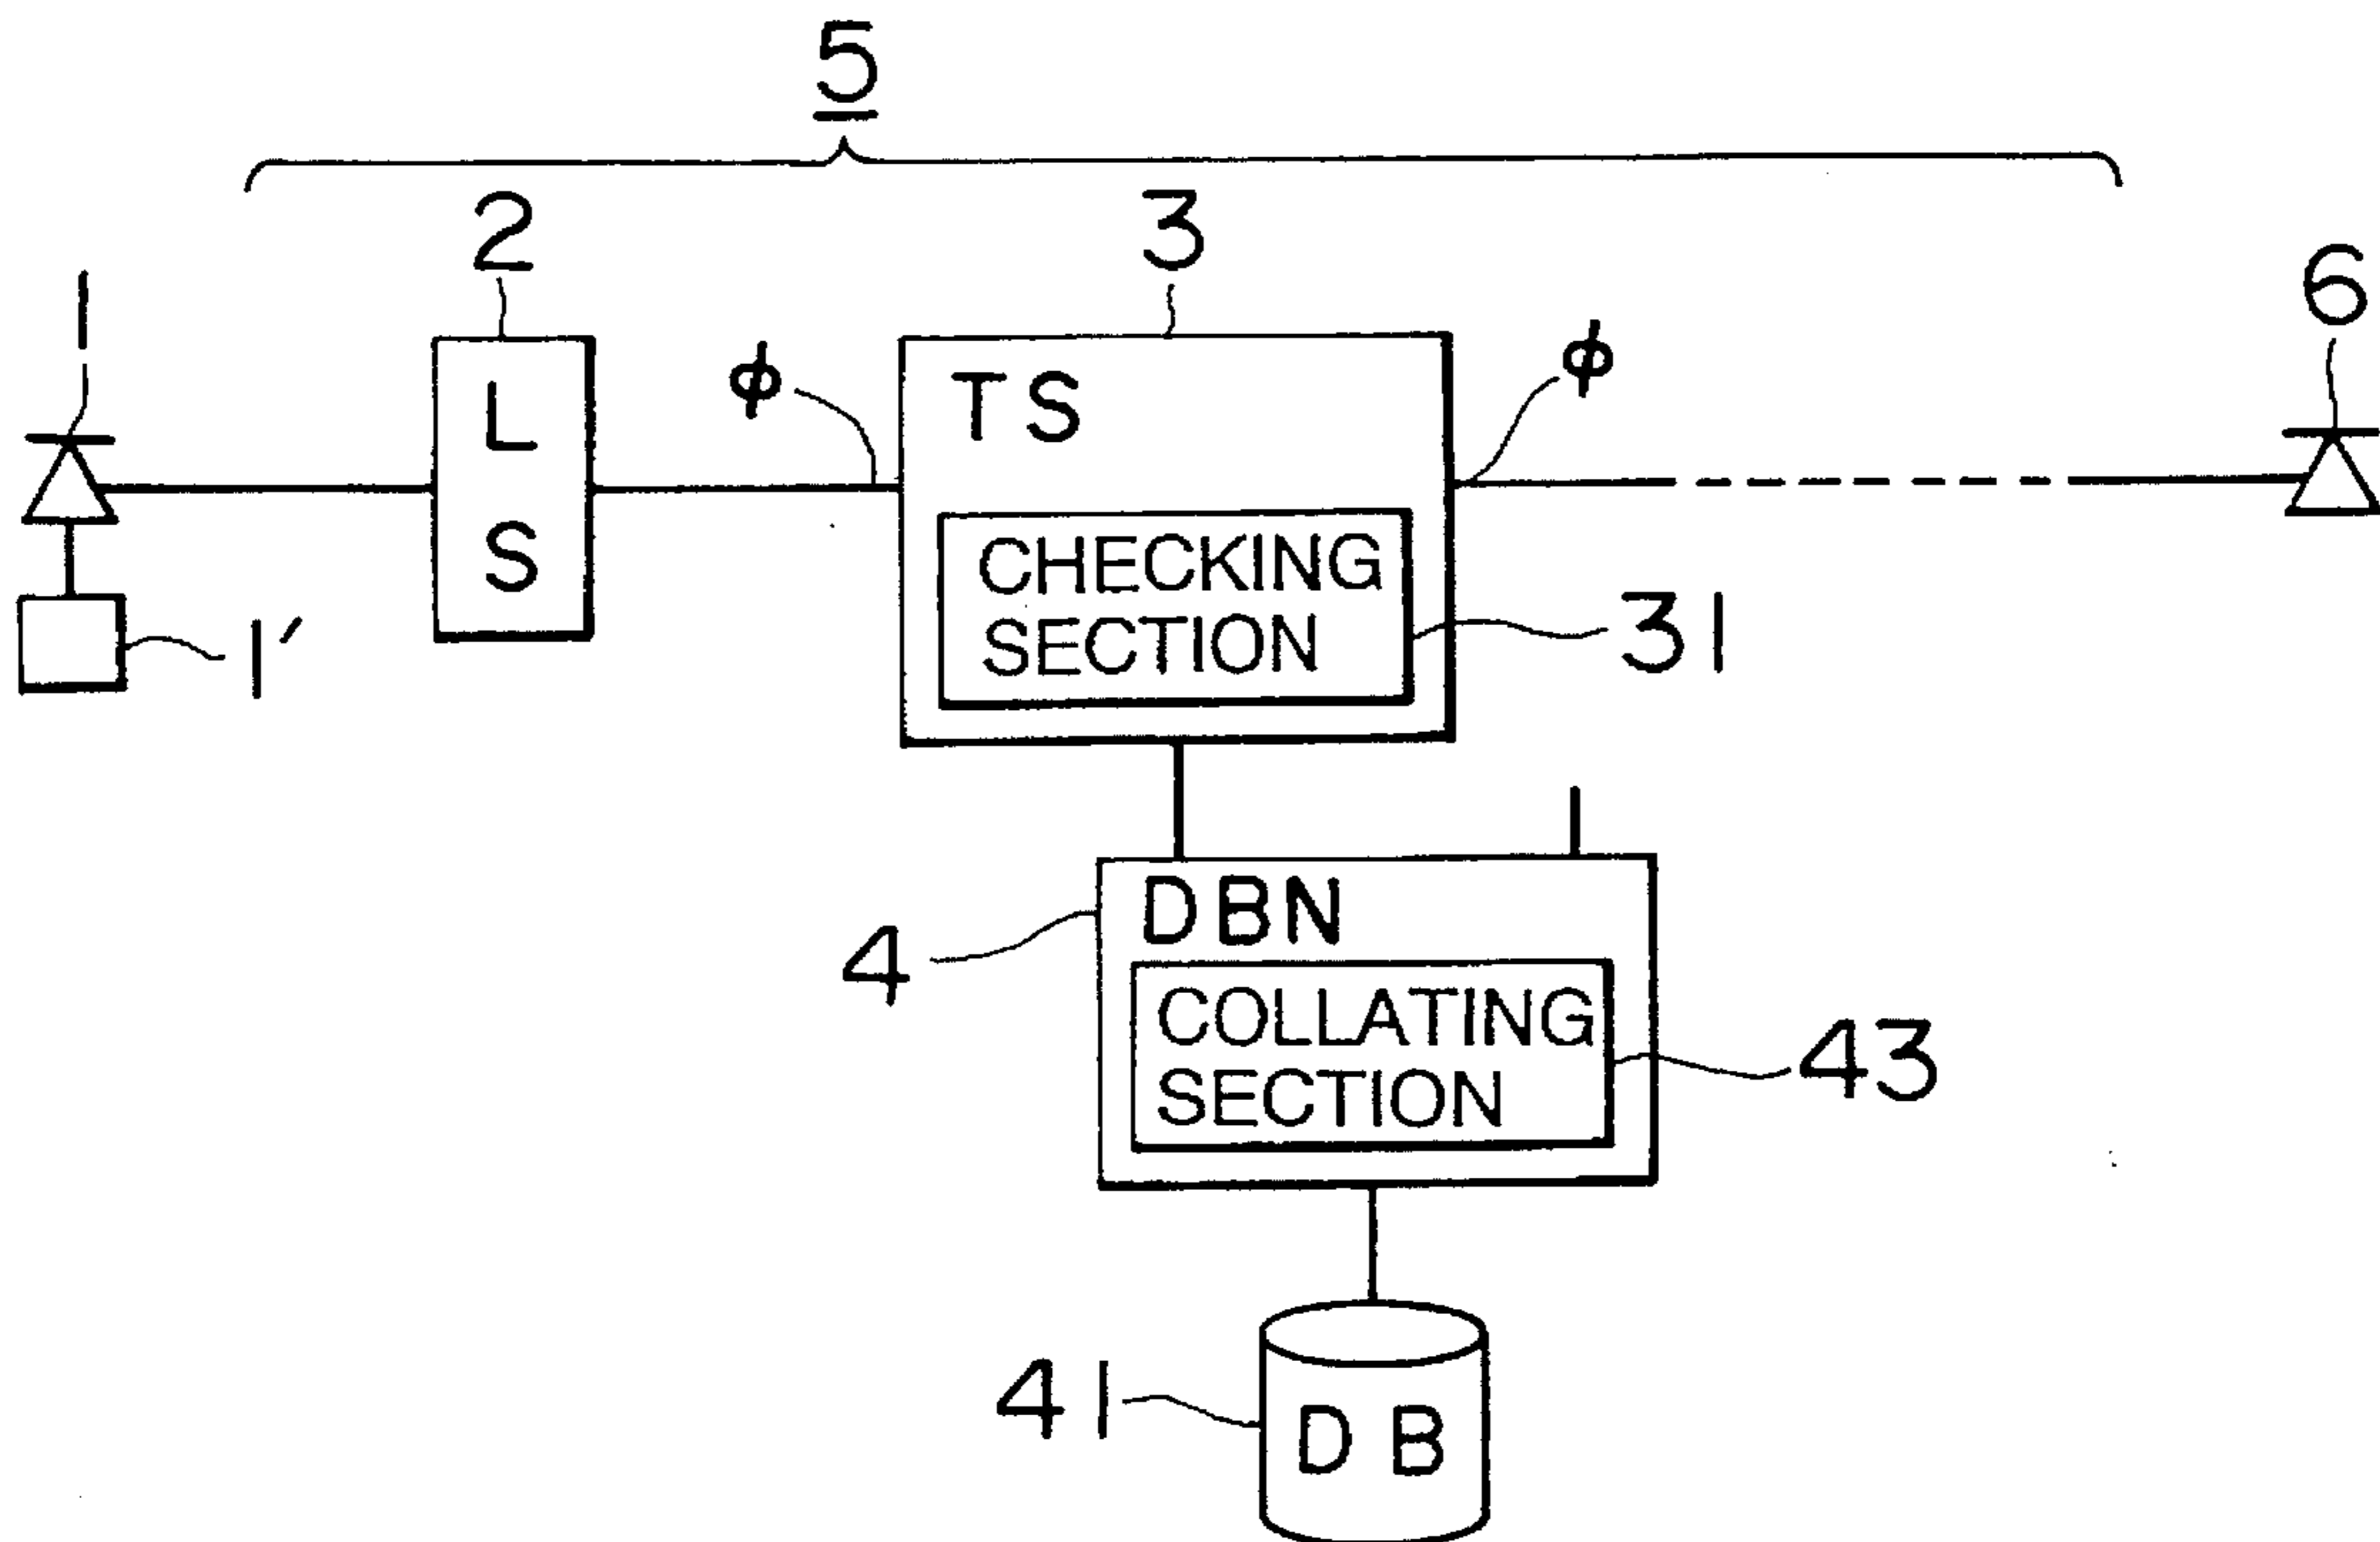 5
2
3
1
6
φ
φ
L
S
TS
CHECKING
SECTION
31
1′
DBN
4
COLLATING
SECTION
43
41
DB